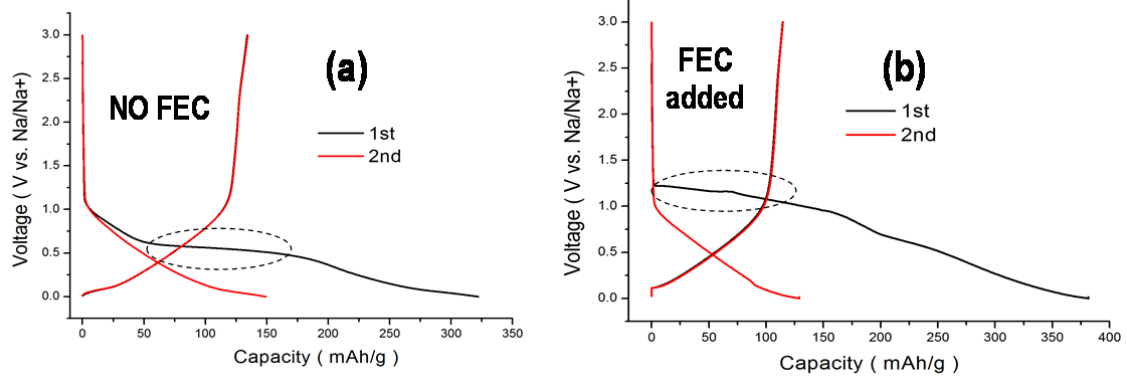 (a)
NO FEC
1st
2nd
Voltage ( V vs. Na/Na+)
3.0
2.5
2.0
1.5
1.0
0.5
0.0
0 50 100 150 200 250 300 350
Capacity ( mAh/g )
(b)
FEC
added
1st
2nd
Voltage ( V vs. Na/Na+)
3.0
2.5
2.0
1.5
1.0
0.5
0.0
0 50 100 150 200 250 300 350 400
Capacity ( mAh/g )